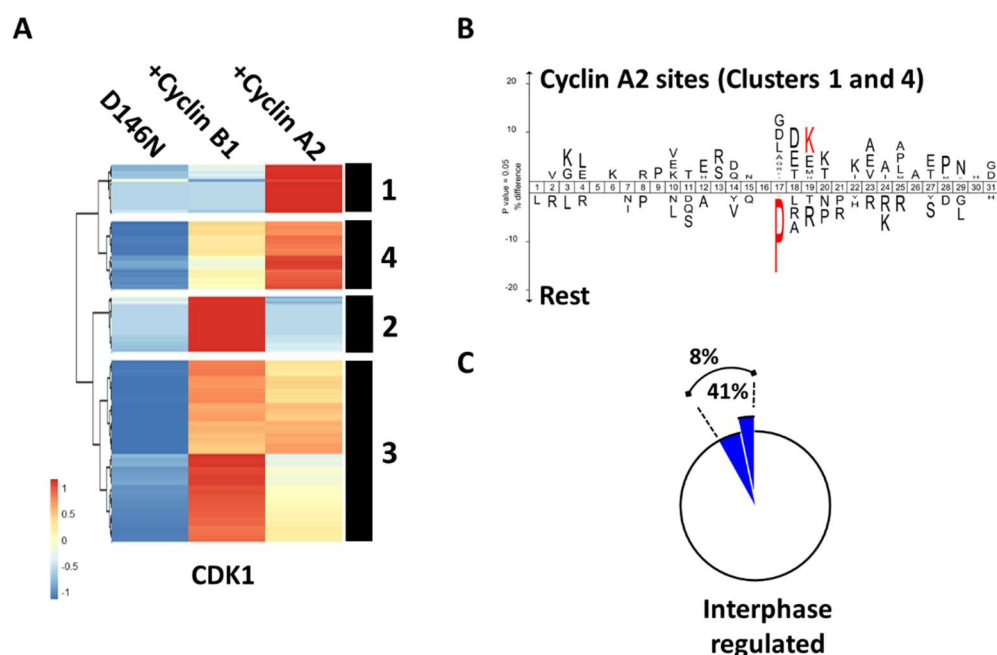 A
D146N
+Cyclin B1
+Cyclin A2
1
4
2
3
1
0.5
0
-0.5
-1
CDK1
B
20
Cyclin A2 sites (Clusters 1 and 4)
10
P value = 0.05
% difference
1 2 3 4 5 6 7 8 9 10 11 12 13 14 15 16 17 18 19 20 21 22 23 24 25 26 27 28 29 30 31
-10
-20
Rest
C
8%
41%
Interphase
regulated